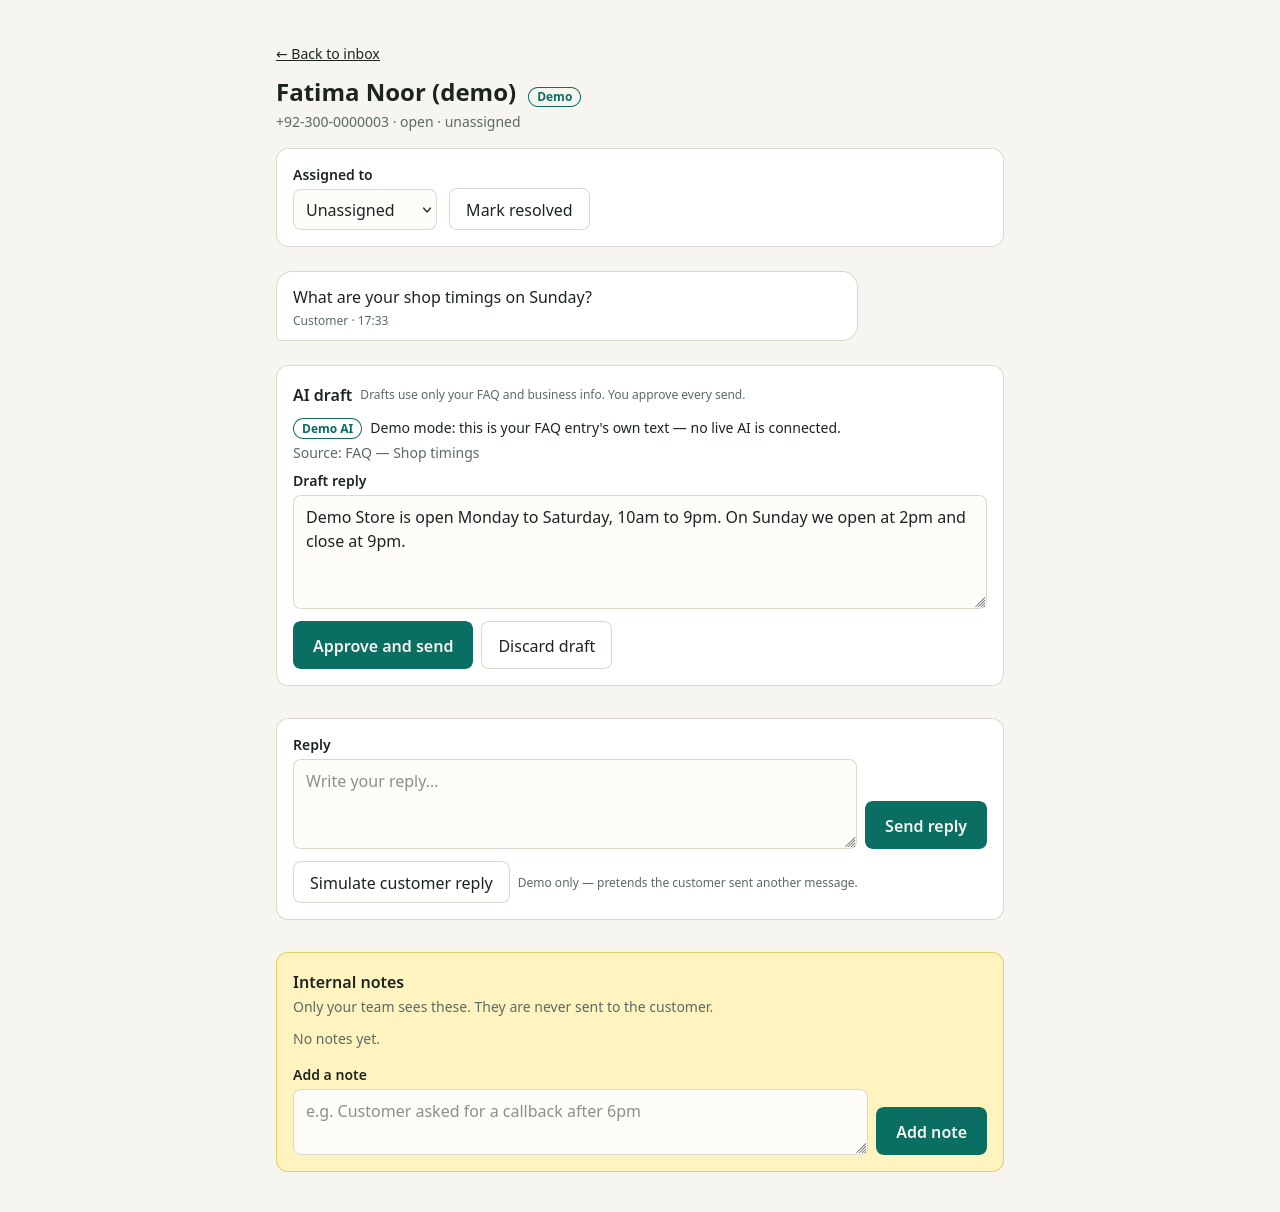 ← Back to inbox
Fatima Noor (demo) Demo
+92-300-0000003 · open · unassigned
Assigned to
Unassigned Mark resolved
What are your shop timings on Sunday?
Customer · 17:33
AI draft Drafts use only your FAQ and business info. You approve every send.
Demo AI Demo mode: this is your FAQ entry's own text — no live AI is connected.
Source: FAQ — Shop timings
Draft reply
Demo Store is open Monday to Saturday, 10am to 9pm. On Sunday we open at 2pm and
close at 9pm.
Approve and send Discard draft
Reply
Write your reply...
Send reply
Simulate customer reply Demo only — pretends the customer sent another message.
Internal notes
Only your team sees these. They are never sent to the customer.
No notes yet.
Add a note
e.g. Customer asked for a callback after 6pm
Add note